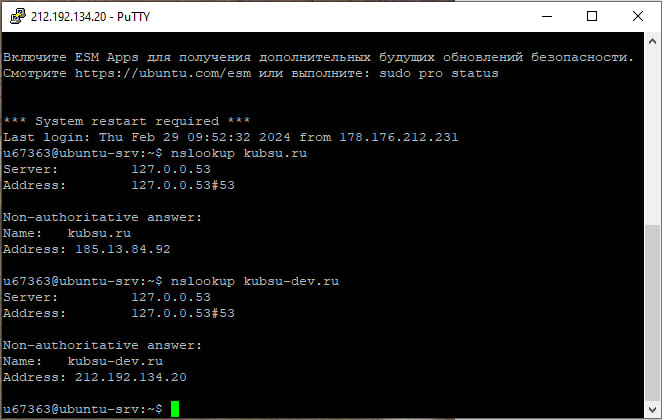 212.192.134.20 - PuTTY
Включите ESM Apps для получения дополнительных будущих обновлений безопасности.
Смотрите https://ubuntu.com/esm или выполните: sudo pro status
*** System restart required ***
Last login: Thu Feb 29 09:52:32 2024 from 178.176.212.231
u67363@ubuntu-srv:~$ nslookup kubsu.ru
Server:         127.0.0.53
Address:        127.0.0.53#53
Non-authoritative answer:
Name:   kubsu.ru
Address: 185.13.84.92
u67363@ubuntu-srv:~$ nslookup kubsu-dev.ru
Server:         127.0.0.53
Address:        127.0.0.53#53
Non-authoritative answer:
Name:   kubsu-dev.ru
Address: 212.192.134.20
u67363@ubuntu-srv:~$